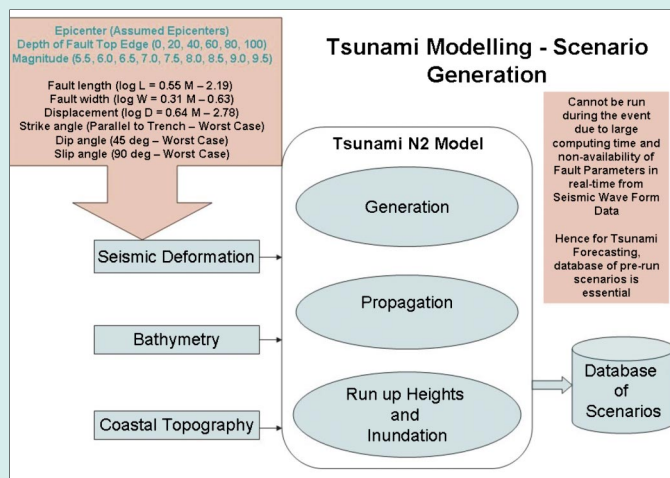 Epicenter (Assumed Epicenters)
Depth of Fault Top Edge (0, 20, 40, 60, 80, 100)
Magnitude (5.5, 6.0, 6.5, 7.0, 7.5, 8.0, 8.5, 9.0, 9.5)
Fault length (log L = 0.55 M – 2.19)
Fault width (log W = 0.31 M – 0.63)
Displacement (log D = 0.64 M – 2.78)
Strike angle (Parallel to Trench – Worst Case)
Dip angle (45 deg – Worst Case)
Slip angle (90 deg – Worst Case)
Tsunami Modelling - Scenario
Generation
Cannot be run
during the event
due to large
computing time and
non-availability of
Fault Parameters in
real-time from
Seismic Wave Form
Data
Hence for Tsunami
Forecasting,
database of pre-run
scenarios is
essential
Tsunami N2 Model
Generation
Seismic Deformation
Propagation
Bathymetry
Run up Heights
and
Inundation
Coastal Topography
Database
of
Scenarios